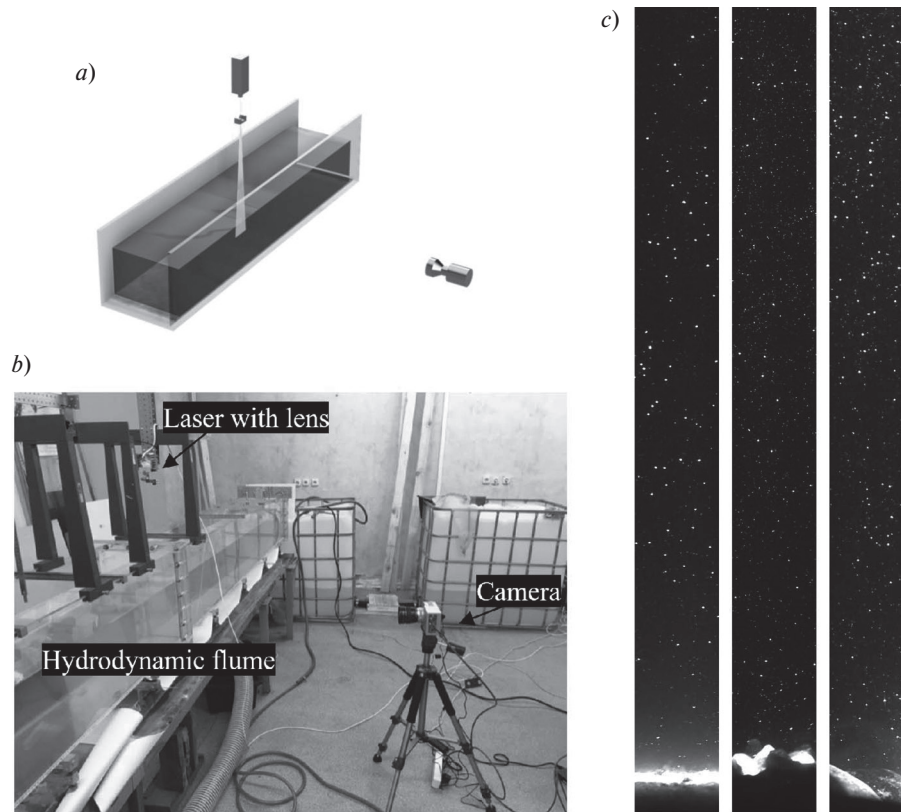 a)
c)
b)
Laser with lens
Camera
Hydrodynamic flume